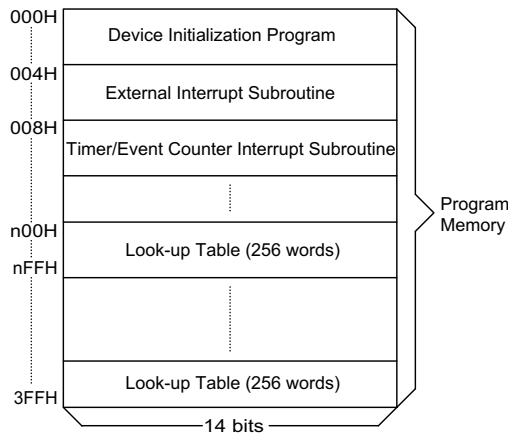 000H
Device Initialization Program
004H
External Interrupt Subroutine
008H
Timer/Event Counter Interrupt Subroutine
Program
Memory
n00H
Look-up Table (256 words)
nFFH
Look-up Table (256 words)
3FFH
14 bits